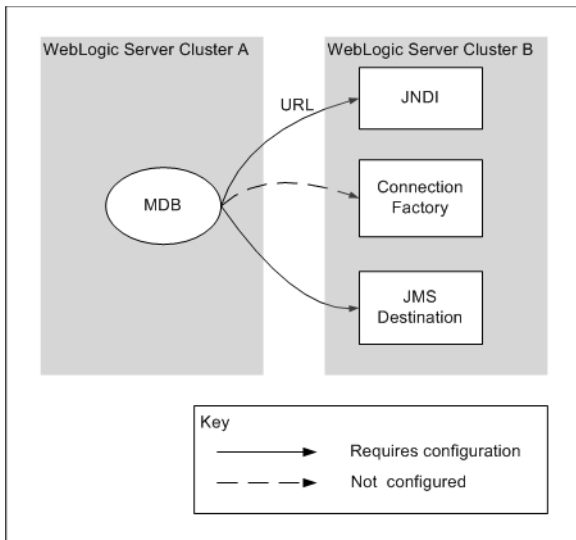 WebLogic Server Cluster A
WebLogic Server Cluster B
URL
JNDI
MDB
Connection
Factory
JMS
Destination
Key
Requires configuration
Not configured